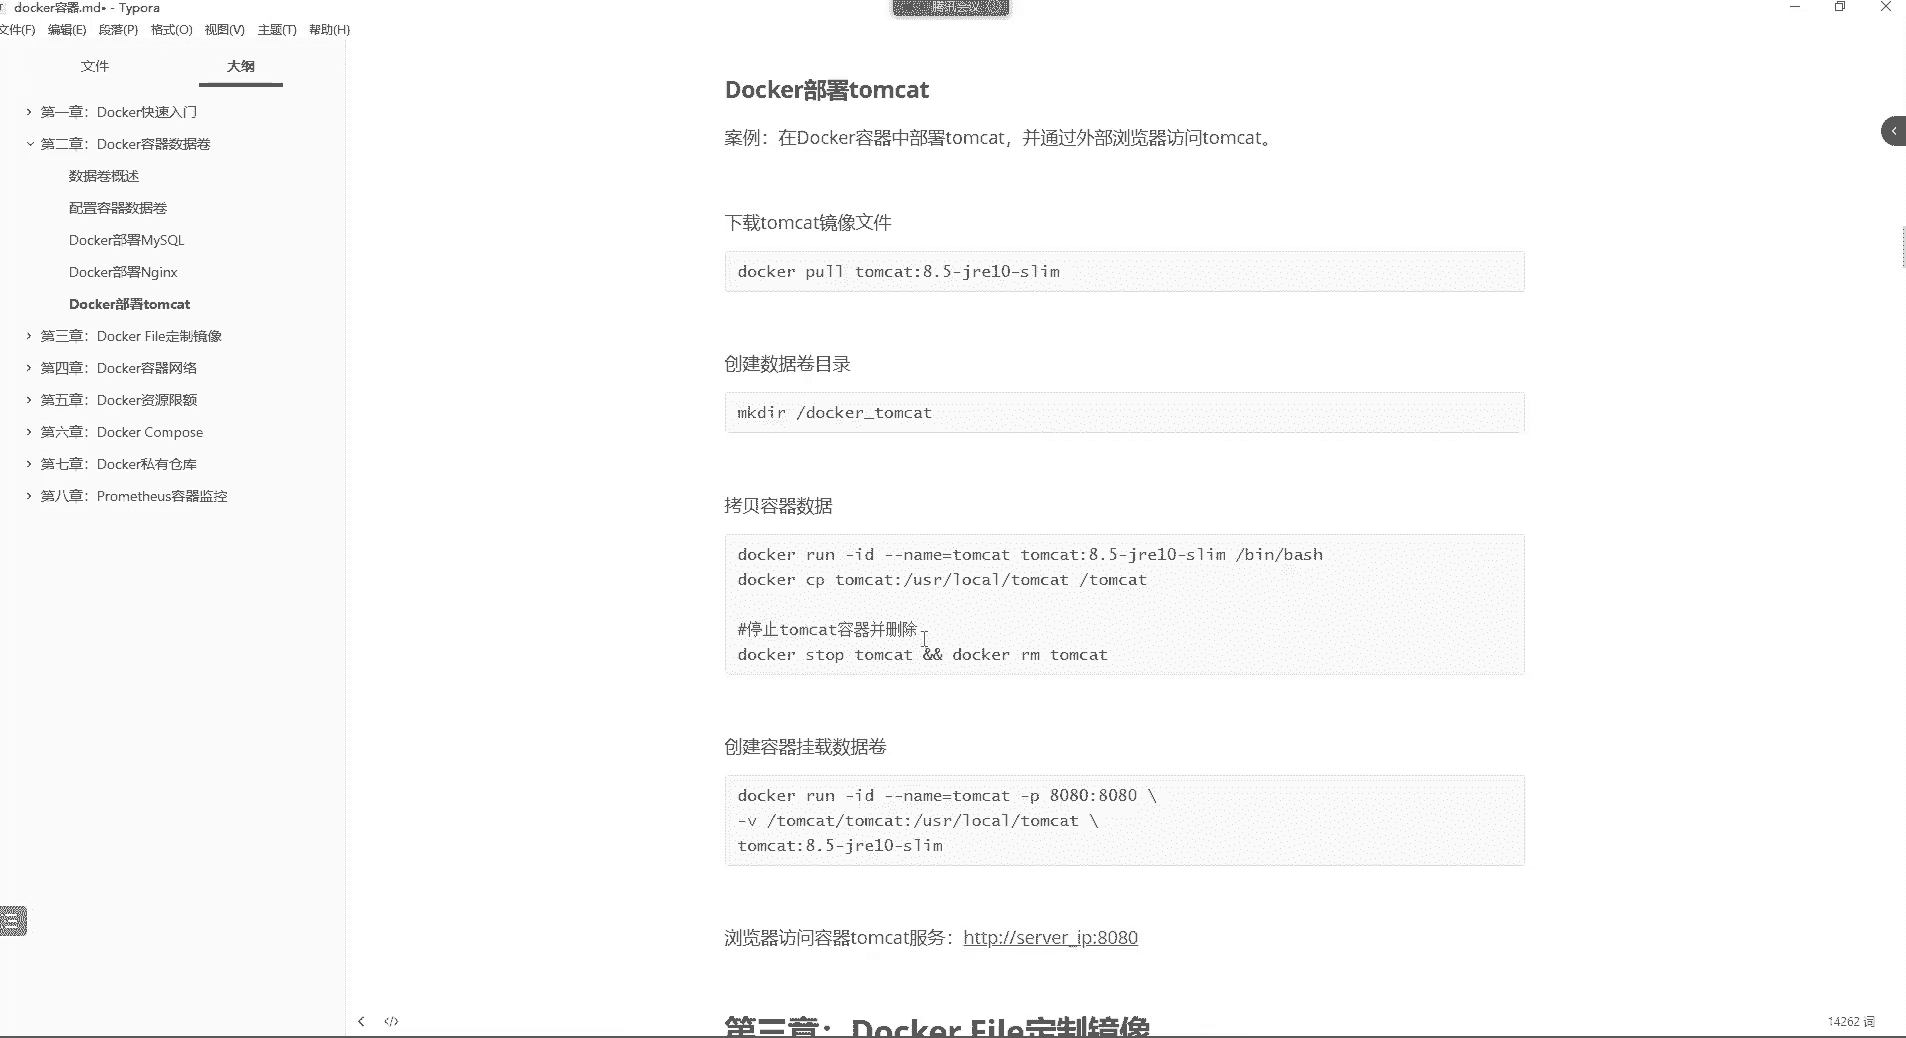 docker容器.md• - Typora
腾讯会议
文件(F) 编辑(E) 段落(P) 格式(O) 视图(V) 主题(T) 帮助(H)
文件 大纲
第一章：Docker快速入门
第二章：Docker容器数据卷
数据卷概述
配置容器数据卷
Docker部署MySQL
Docker部署Nginx
Docker部署tomcat
第三章：Docker File定制镜像
第四章：Docker容器网络
第五章：Docker资源限额
第六章：Docker Compose
第七章：Docker私有仓库
第八章：Prometheus容器监控
Docker部署tomcat
案例：在Docker容器中部署tomcat，并通过外部浏览器访问tomcat。
下载tomcat镜像文件
docker pull tomcat:8.5-jre10-slim
创建数据卷目录
mkdir /docker_tomcat
拷贝容器数据
docker run -id --name=tomcat tomcat:8.5-jre10-slim /bin/bash
docker cp tomcat:/usr/local/tomcat /tomcat
#停止tomcat容器并删除
docker stop tomcat && docker rm tomcat
创建容器挂载数据卷
docker run -id --name=tomcat -p 8080:8080 \
-v /tomcat/tomcat:/usr/local/tomcat \
tomcat:8.5-jre10-slim
浏览器访问容器tomcat服务：http://server_ip:8080
第三章：Docker File定制镜像
14262 词